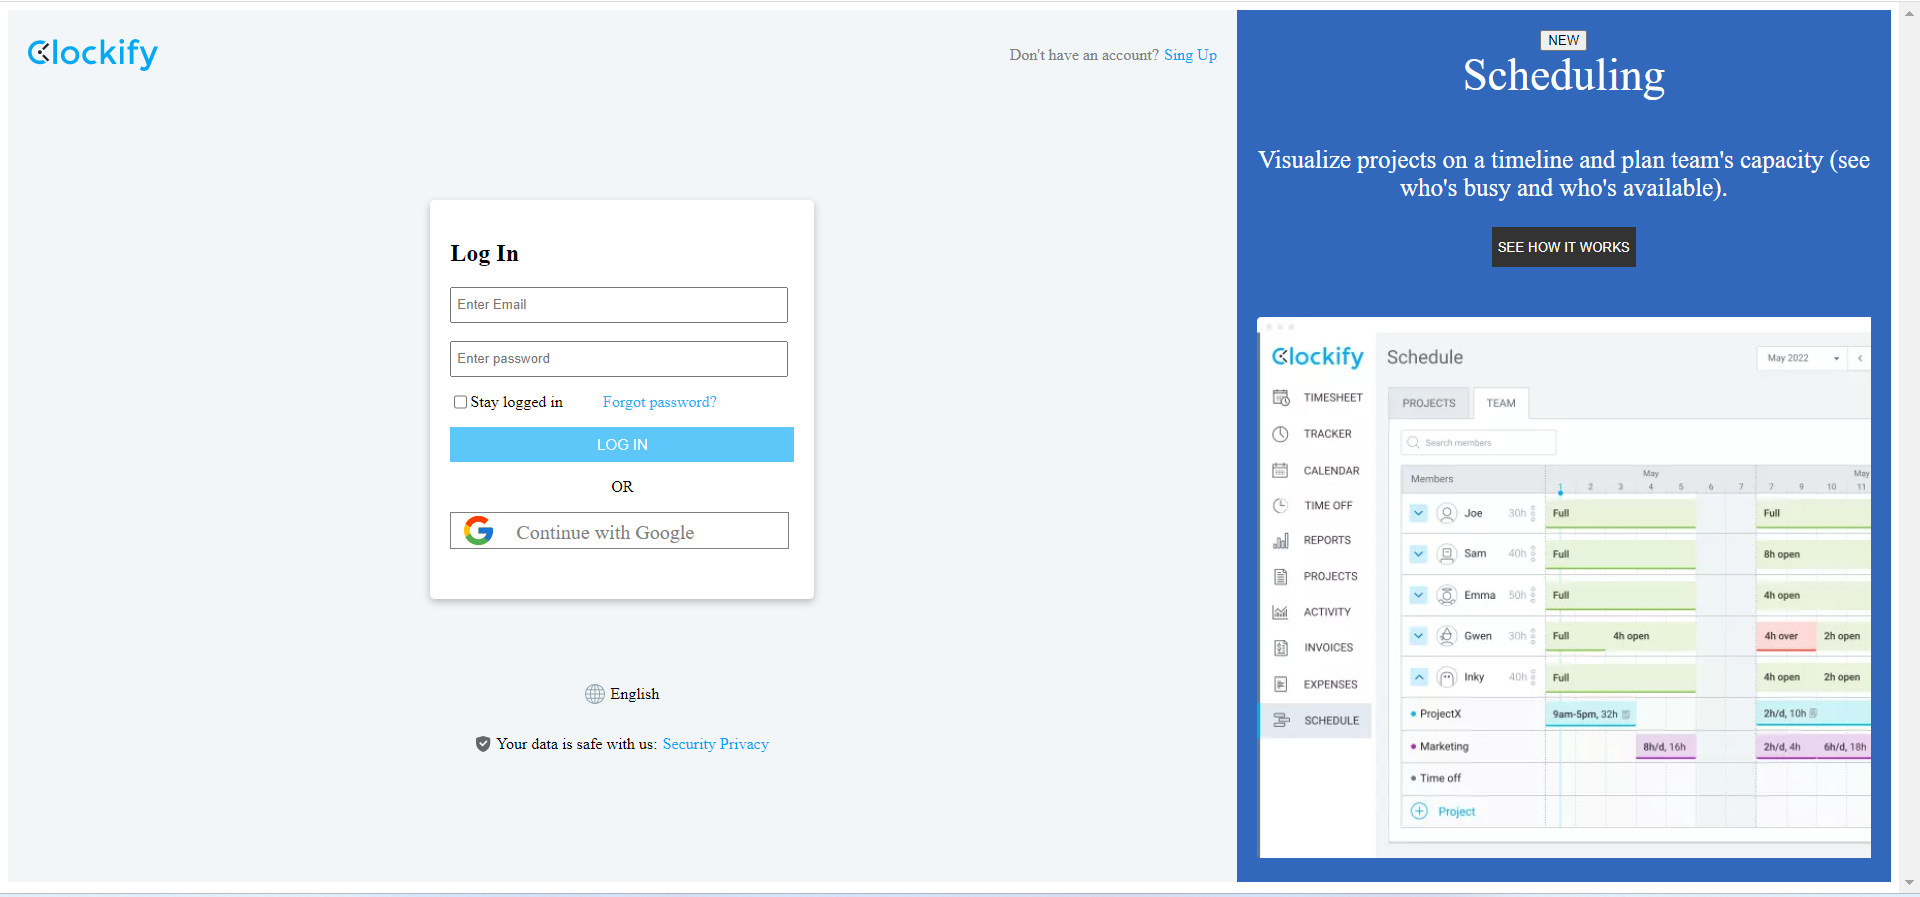 Clockify
Don't have an account? Sing Up
Log In
Enter Email
Enter password
Stay logged in Forgot password?
LOG IN
OR
Continue with Google
English
Your data is safe with us: Security Privacy
NEW
Scheduling
Visualize projects on a timeline and plan team's capacity (see
who's busy and who's available).
SEE HOW IT WORKS
Clockify
Schedule
May 2022
TIMESHEET
TRACKER
CALENDAR
TIME OFF
REPORTS
PROJECTS
ACTIVITY
INVOICES
EXPENSES
SCHEDULE
PROJECTS TEAM
Search members
Members
May May
1 2 3 4 5 6 7 7 9 10 11
Joe 30h Full Full
Sam 40h Full 8h open
Emma 50h Full 4h open
Gwen 30h Full 4h open 4h over 2h open
Inky 40h Full 4h open 2h open
ProjectX 9am-5pm, 32h 2h/d, 10h
Marketing 8h/d, 16h 2h/d, 4h 6h/d, 18h
Time off
Project